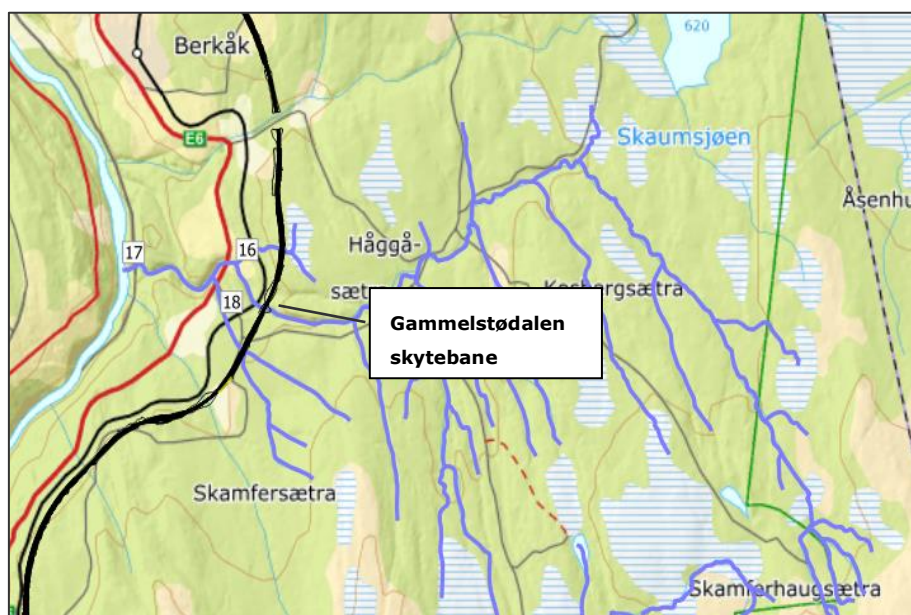 620
Berkåk
E6
Skaumsjøen
Åsenhu
17
16
Håggå-
sætra
Kosbergsætra
18
Gammelstødalen
skytebane
Skamfersætra
Skamferhaugsætra